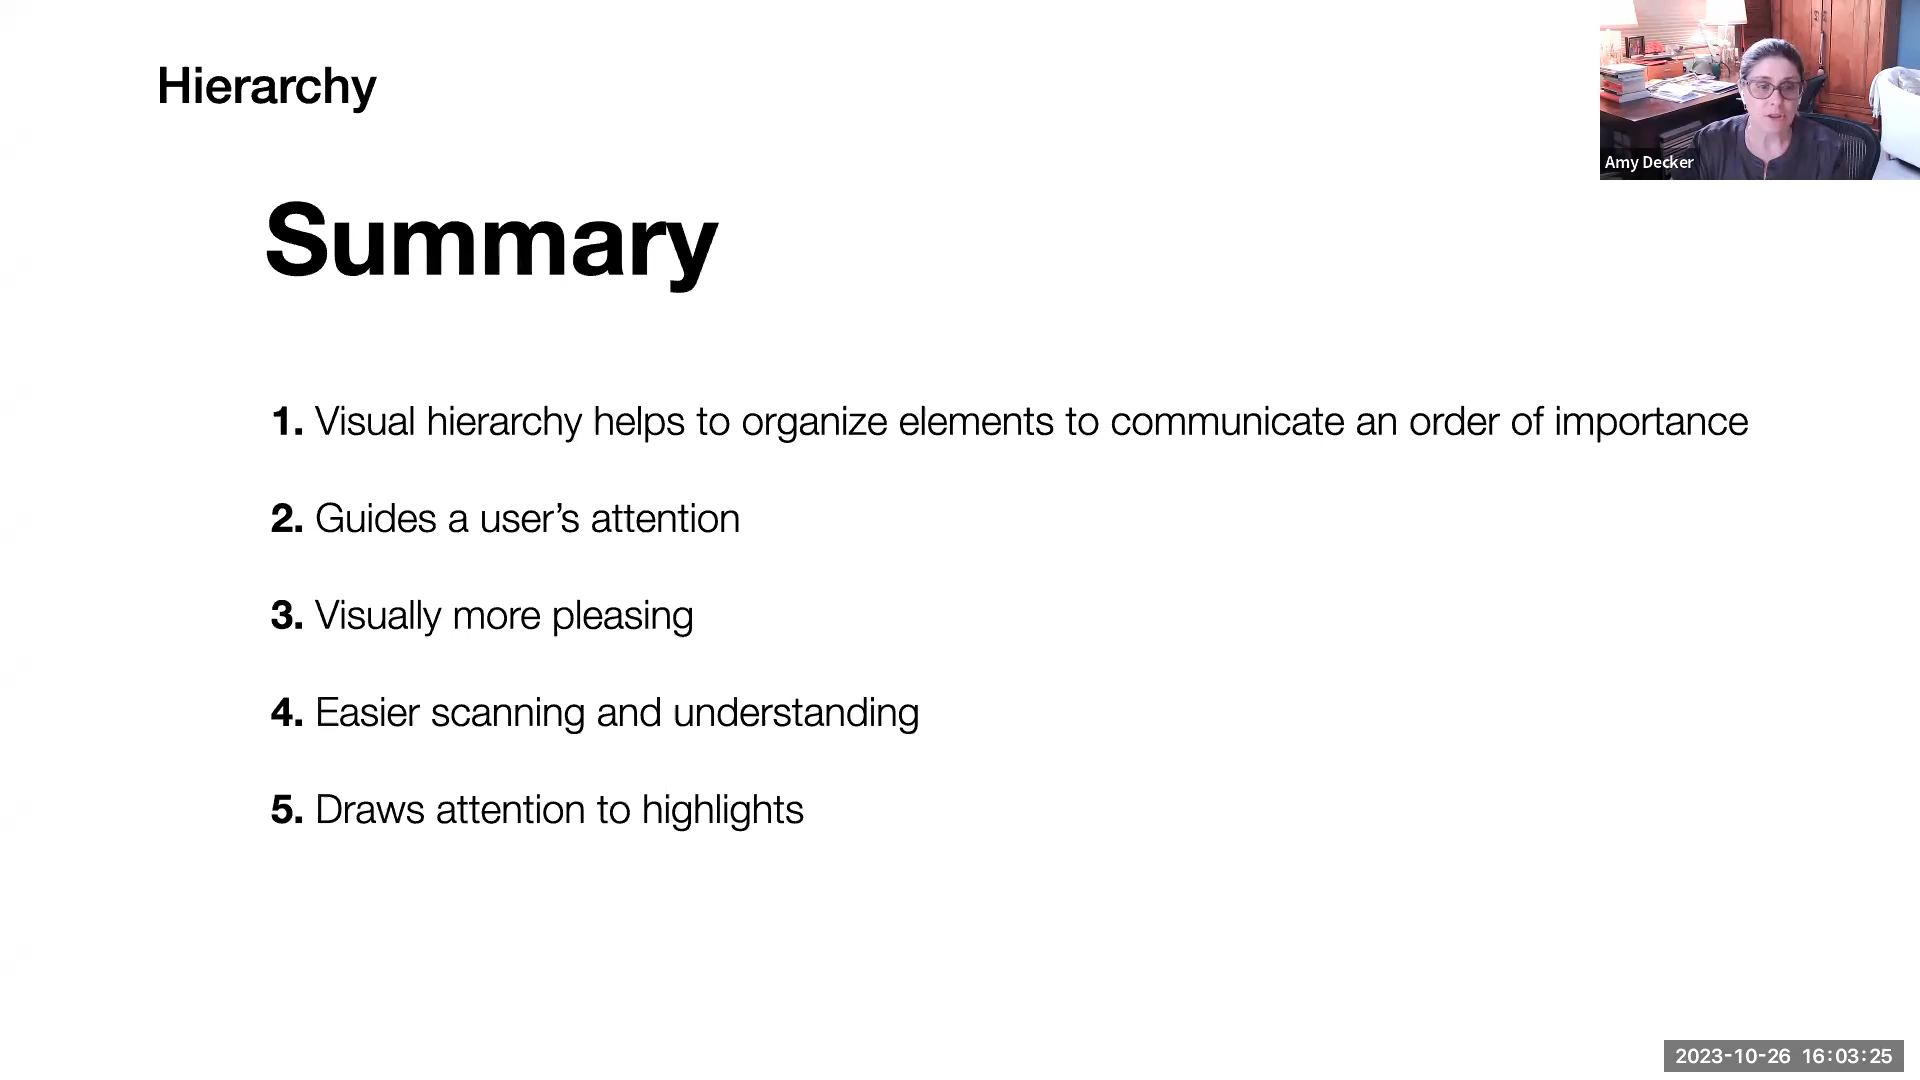 Hierarchy
Amy Decker
Summary
1. Visual hierarchy helps to organize elements to communicate an order of importance
2. Guides a user’s attention
3. Visually more pleasing
4. Easier scanning and understanding
5. Draws attention to highlights
2023-10-26 16:03:25